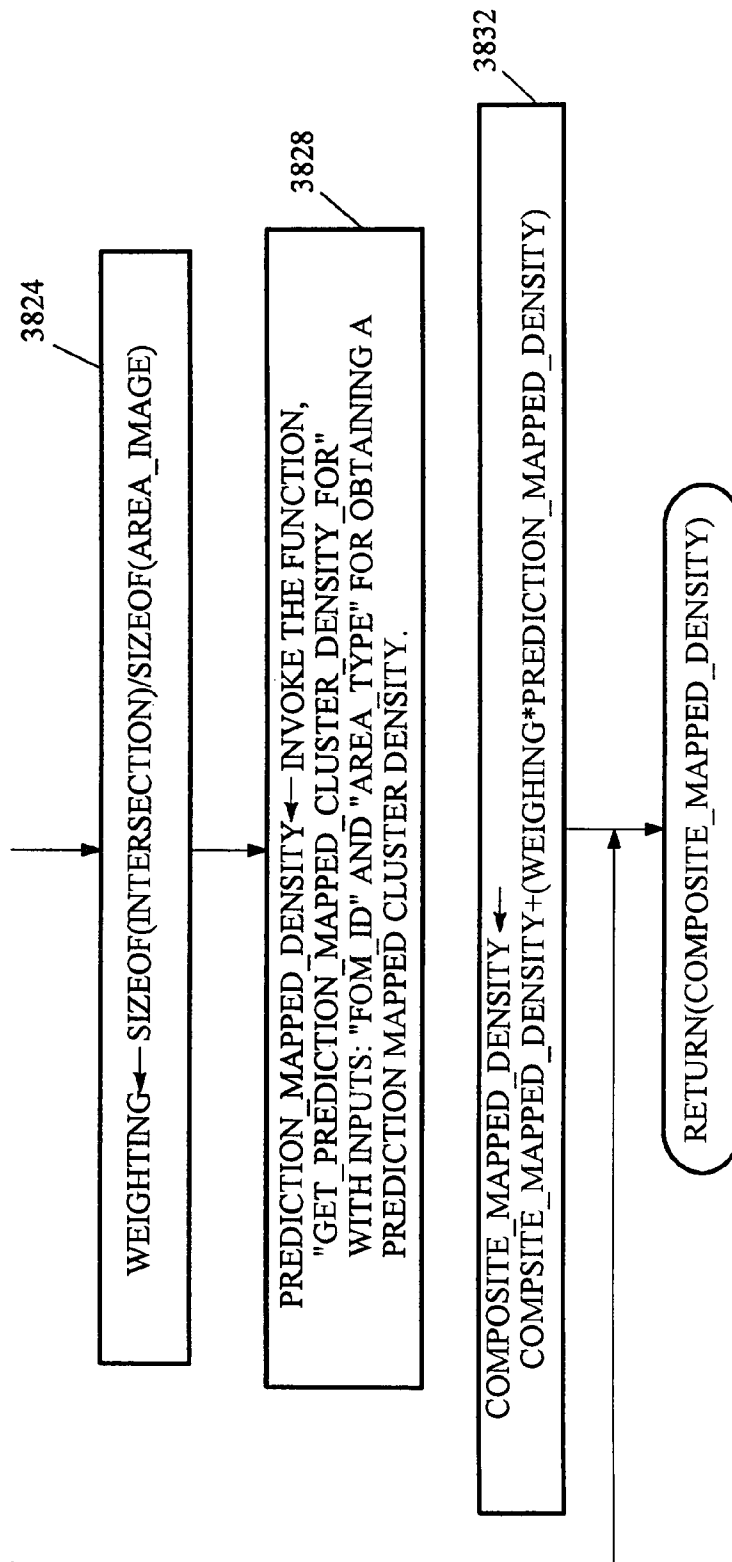 3824
WEIGHTING ← SIZEOF(INTERSECTION)/SIZEOF(AREA_IMAGE)
3828
PREDICTION_MAPPED_DENSITY ← INVOKE THE FUNCTION,
"GET_PREDICTION_MAPPED_CLUSTER_DENSITY_FOR"
WITH INPUTS: "FOM_ID" AND "AREA_TYPE" FOR OBTAINING A
PREDICTION MAPPED CLUSTER DENSITY.
3832
COMPOSITE_MAPPED_DENSITY ←
COMPSITE_MAPPED_DENSITY+(WEIGHING*PREDICTION_MAPPED_DENSITY)
RETURN(COMPOSITE_MAPPED_DENSITY)